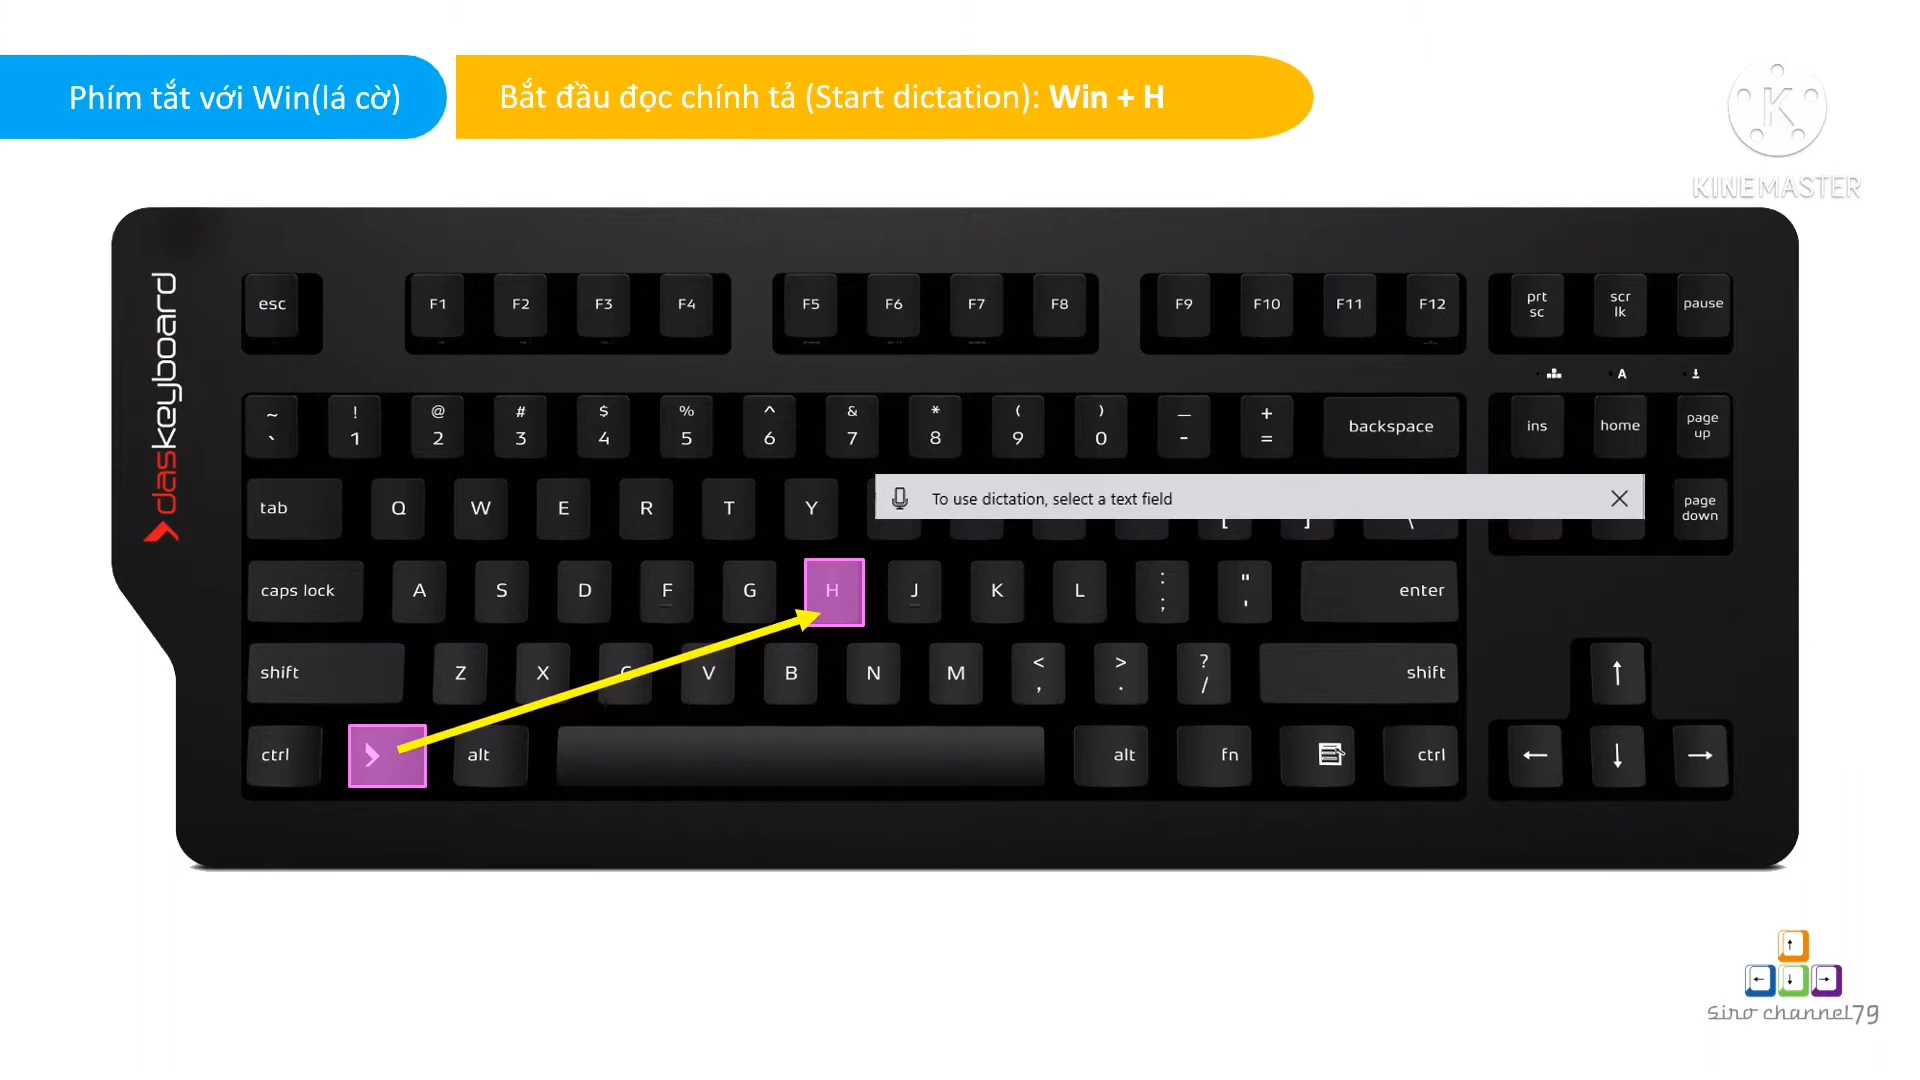 Phím tắt với Win(lá cờ)
Bắt đầu đọc chính tả (Start dictation): Win + H
K
KINEMASTER
daskeyboard
esc F1 F2 F3 F4 F5 F6 F7 F8 F9 F10 F11 F12 prt sc scr lk pause
A
~ ` ! 1 @ 2 # 3 $ 4 % 5 ^ 6 & 7 * 8 ( 9 ) 0 — - + = backspace ins home page up
tab Q W E R T Y [ ] \ page down
To use dictation, select a text field
caps lock A S D F G H J K L : ; " ' enter
shift Z X C V B N M < , > . ? / shift ↑
ctrl alt alt fn ctrl ← ↓ →
↑
← ↓ →
sino channel79